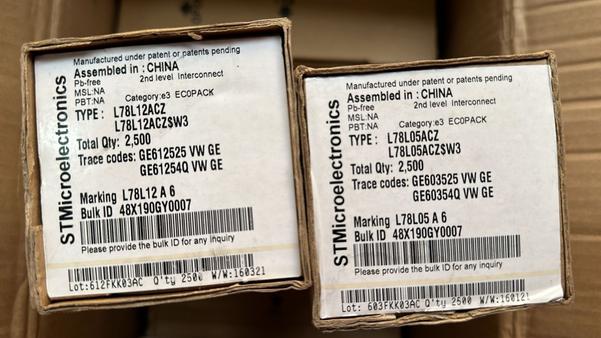 STMicroelectronics
Manufactured under patent or patents pending
Assembled in : CHINA
Pb-free 2nd level Interconnect
MSL:NA
PBT:NA Category:e3 ECOPACK
TYPE : L78L12ACZ
L78L12ACZ$W3
Total Qty: 2,500
Trace codes: GE612525 VW GE
GE61254Q VW GE
Marking L78L12 A 6
Bulk ID 48X190GY0007
Please provide the bulk ID for any inquiry
Lot:612FKK03AC Q'ty 2500 W/W:160321
STMicroelectronics
Manufactured under patent or patents pending
Assembled in : CHINA
Pb-free 2nd level Interconnect
MSL:NA
PBT:NA Category:e3 ECOPACK
TYPE : L78L05ACZ
L78L05ACZ$W3
Total Qty: 2,500
Trace codes: GE603525 VW GE
GE60354Q VW GE
Marking L78L05 A 6
Bulk ID 48X190GY0007
Please provide the bulk ID for any inquiry
Lot: 603FKK03AC Q'ty 2500 W/W:160121